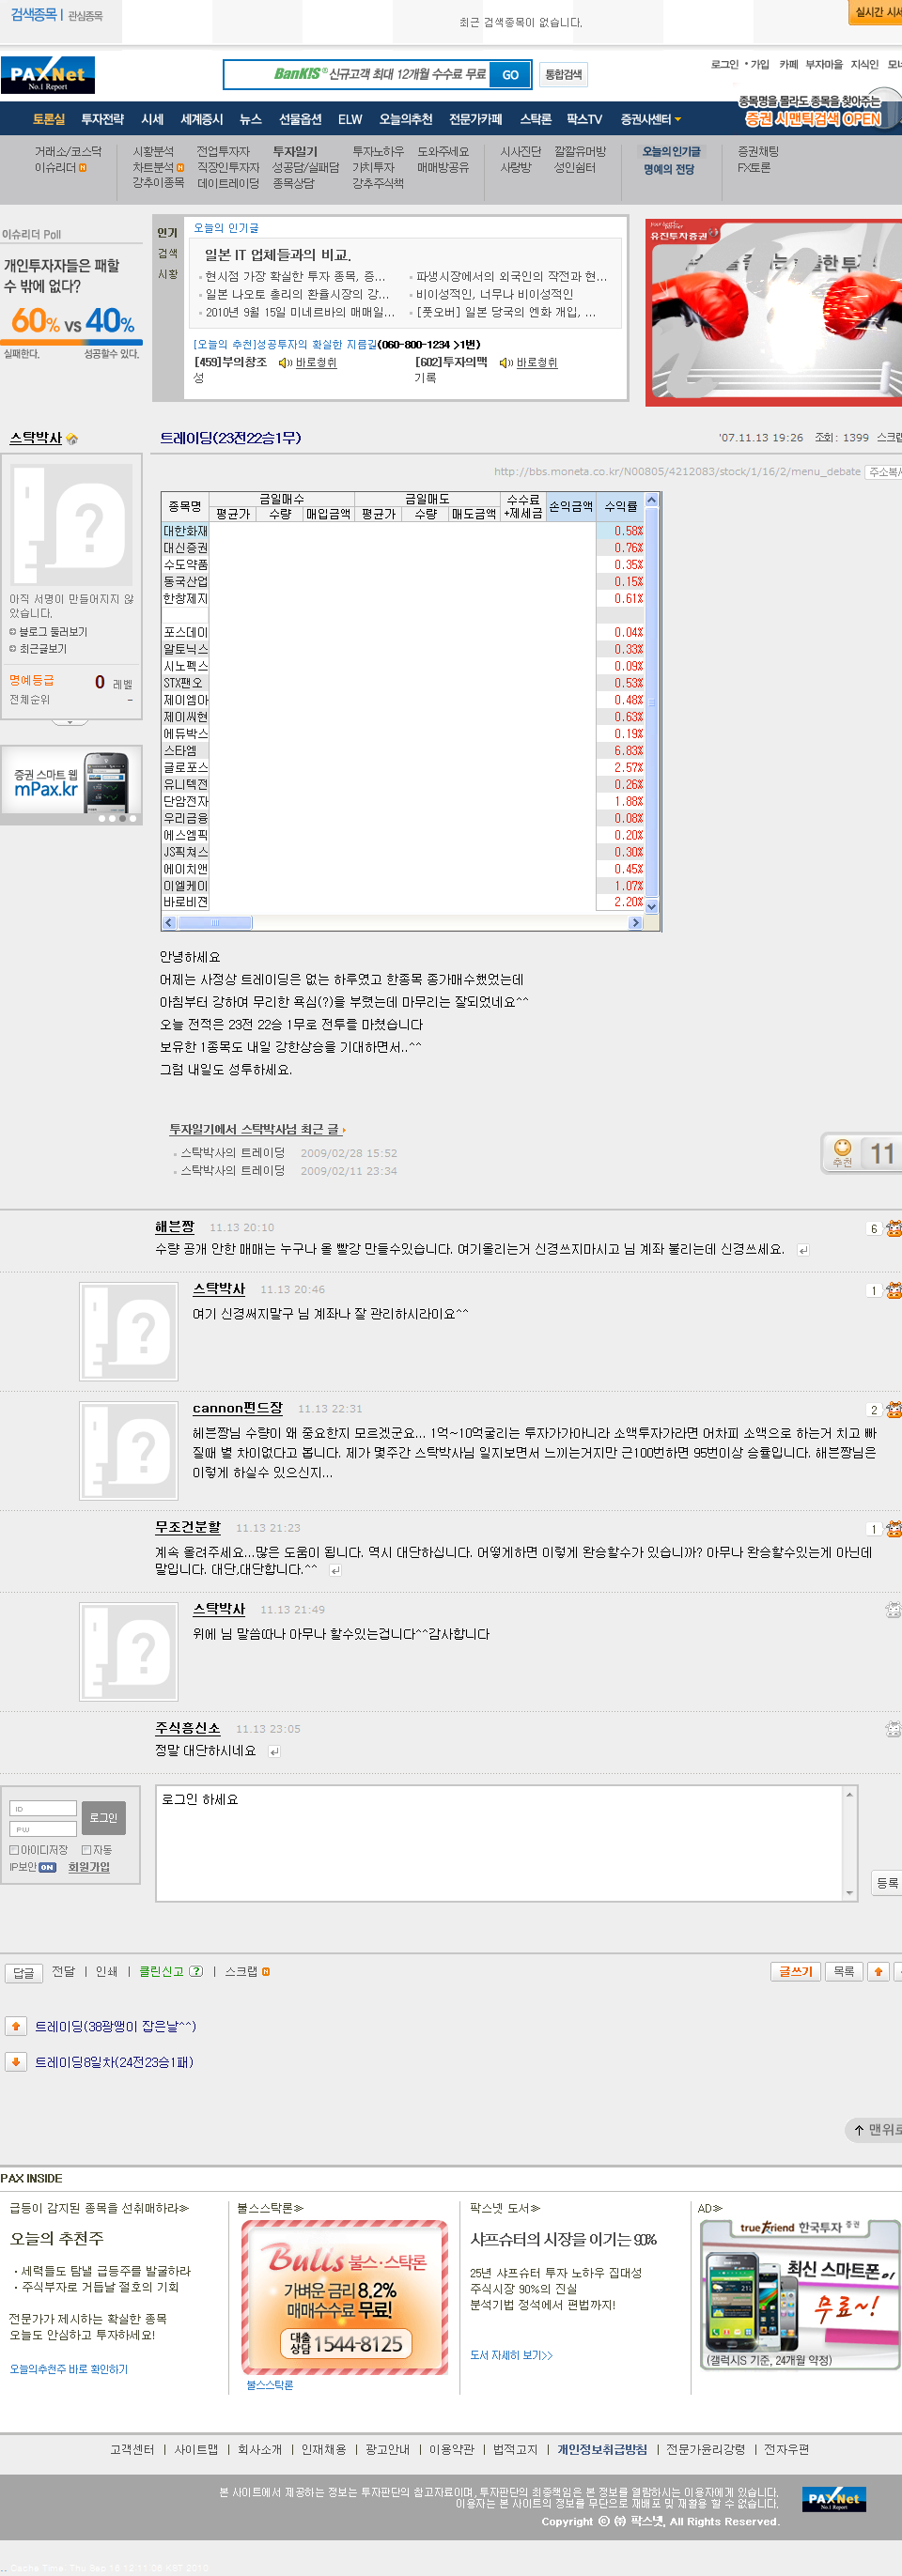 검색종목 | 관심종목
최근 검색종목이 없습니다.
실시간 시세
PAXNet
No.1 Report
BanKIS® 신규고객 최대 12개월 수수료 무료
GO
통합검색
로그인 · 가입 카페 부자마을 지식인 모네
종목명을 몰라도 종목을 찾아주는
증권 시맨틱검색 OPEN
토론실 투자전략 시세 세계증시 뉴스 선물옵션 ELW 오늘의추천 전문가카페 스탁론 팍스TV 증권사센터
거래소/코스닥 시황분석 전업투자자 투자일기 투자노하우 도와주세요 시사진단 깔깔유머방 오늘의 인기글 증권채팅
이슈리더 차트분석 직장인투자자 성공담/실패담 가치투자 매매방공유 사랑방 성인쉼터 명예의 전당 FX토론
강추이종목 데이트레이딩 종목상담 강추주식책
이슈리더 Poll
개인투자자들은 패할
수 밖에 없다?
60% VS 40%
실패한다. 성공할수 있다.
인기
검색
시황
오늘의 인기글
일본 IT 업체들과의 비교.
현시점 가장 확실한 투자 종목, 증...
파생시장에서의 외국인의 작전과 현...
일본 나오토 총리의 환율시장의 강...
비이성적인, 너무나 비이성적인
2010년 9월 15일 미네르바의 매매일...
[풋오버] 일본 당국의 엔화 개입, ...
[오늘의 추천]성공투자의 확실한 지름길(060-800-1234 >1번)
[459]부의창조 바로청취
성
[602]투자의맥 바로청취
기록
유진투자증권
스탁박사
트레이딩(23전22승1무)
'07.11.13 19:26 조회: 1399 스크랩
http://bbs.moneta.co.kr/N00805/4212083/stock/1/16/2/menu_debate 주소복사
아직 서명이 만들어지지 않
았습니다.
블로그 둘러보기
최근글보기
명예등급 0 레벨
전체순위 -
증권 스마트 웹
mPax.kr
종목명 금일매수 금일매도 수수료 +제세금 손익금액 수익률
평균가 수량 매입금액 평균가 수량 매도금액
대한화재 0.58%
대신증권 0.76%
수도약품 0.35%
동국산업 0.15%
한창제지 0.61%
포스데이 0.04%
알토닉스 0.33%
시노펙스 0.09%
STX팬오 0.53%
제이엠아 0.48%
제이씨현 0.63%
에듀박스 0.19%
스타엠 6.83%
글로포스 2.57%
유니텍전 0.26%
단암전자 1.88%
우리금융 0.08%
에스엠픽 0.20%
JS픽쳐스 0.30%
에이치앤 0.45%
이엘케이 1.07%
바로비젼 2.20%
안녕하세요
어제는 사정상 트레이딩은 없는 하루였고 한종목 종가매수했었는데
아침부터 강하여 무리한 욕심(?)을 부렸는데 마무리는 잘되었네요^^
오늘 전적은 23전 22승 1무로 전투를 마쳤습니다
보유한 1종목도 내일 강한상승을 기대하면서..^^
그럼 내일도 성투하세요.
투자일기에서 스탁박사님 최근 글
스탁박사의 트레이딩 2009/02/28 15:52
스탁박사의 트레이딩 2009/02/11 23:34
추천 11
해븐짱 11.13 20:10 6
수량 공개 안한 매매는 누구나 올 빨강 만들수있습니다. 여기올리는거 신경쓰지마시고 님 계좌 불리는데 신경쓰세요.
스탁박사 11.13 20:46 1
여기 신경써지말구 님 계좌나 잘 관리하시라이요^^
cannon펀드장 11.13 22:31 2
헤븐짱님 수량이 왜 중요한지 모르겠군요... 1억~10억굴리는 투자가가아니라 소액투자가라면 어차피 소액으로 하는거 치고 빠
질때 별 차이없다고 봅니다. 제가 몇주간 스탁박사님 일지보면서 느끼는거지만 근100번하면 95번이상 승률입니다. 해븐짱님은
이렇게 하실수 있으신지...
무조건분할 11.13 21:23 1
계속 올려주세요...많은 도움이 됩니다. 역시 대단하십니다. 어떻게하면 이렇게 완승할수가 있습니까? 아무나 완승할수있는게 아닌데
말입니다. 대단,대단합니다.^^
스탁박사 11.13 21:49
위에 님 말씀따나 아무나 할수있는겁니다^^감사합니다
주식흥신소 11.13 23:05
정말 대단하시네요
ID
PW
로그인
아이디저장 자동
IP보안 ON 회원가입
로그인 하세요
등록
답글 전달 | 인쇄 | 클린신고 ? | 스크랩
글쓰기 목록
트레이딩(38광땡이 잡은날^^)
트레이딩8일차(24전23승1패)
맨위로
PAX INSIDE
급등이 감지된 종목을 선취매하라≫
오늘의 추천주
· 세력들도 탐낼 급등주를 발굴하라
· 주식부자로 거듭날 절호의 기회
전문가가 제시하는 확실한 종목
오늘도 안심하고 투자하세요!
오늘의추천주 바로 확인하기
불스스탁론≫
Bulls 불스·스탁론
가벼운 금리 8.2%
매매수수료 무료!
대출상담 1544-8125
불스스탁론
팍스넷 도서≫
샤프슈터의 시장을 이기는 90%
25년 샤프슈터 투자 노하우 집대성
주식시장 90%의 진실
분석기법 정석에서 편법까지!
도서 자세히 보기>>
AD≫
true Friend 한국투자 증권
최신 스마트폰이
무료~!
(갤럭시S 기준, 24개월 약정)
고객센터 | 사이트맵 | 회사소개 | 인재채용 | 광고안내 | 이용약관 | 법적고지 | 개인정보취급방침 | 전문가윤리강령 | 전자우편
본 사이트에서 제공하는 정보는 투자판단의 참고자료이며, 투자판단의 최종책임은 본 정보를 열람하시는 이용자에게 있습니다.
이용자는 본 사이트의 정보를 무단으로 재배포 및 재활용 할 수 없습니다.
Copyright ⓒ ㈜ 팍스넷, All Rights Reserved.
PAXNet
No.1 Report